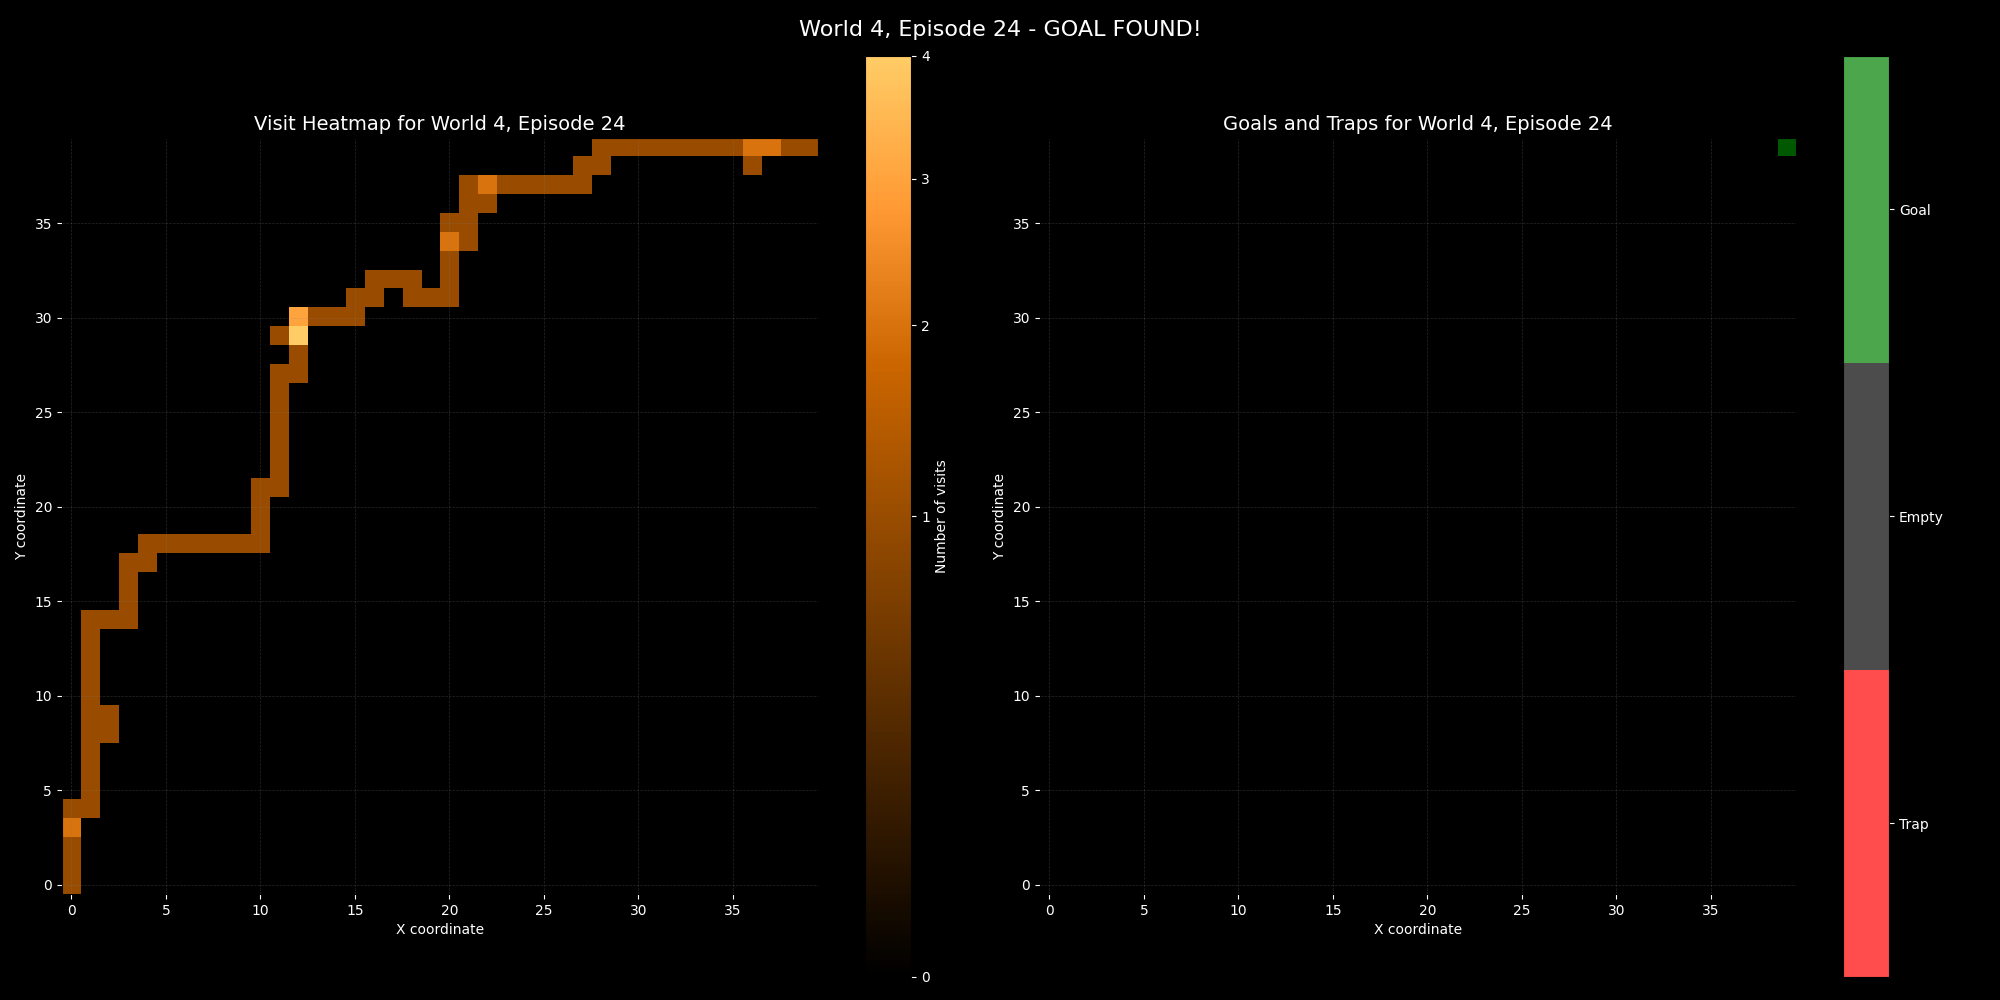 World 4, Episode 24 - GOAL FOUND!
Visit Heatmap for World 4, Episode 24
Y coordinate
35
30
25
20
15
10
5
0
0 5 10 15 20 25 30 35
X coordinate
4
3
2
1
0
Number of visits
Goals and Traps for World 4, Episode 24
Y coordinate
35
30
25
20
15
10
5
0
0 5 10 15 20 25 30 35
X coordinate
Goal
Empty
Trap